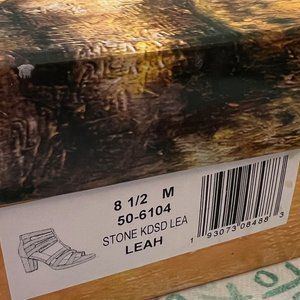 8 1/2 M
50-6104
STONE KDSD LEA
LEAH
1 93073 08488 3